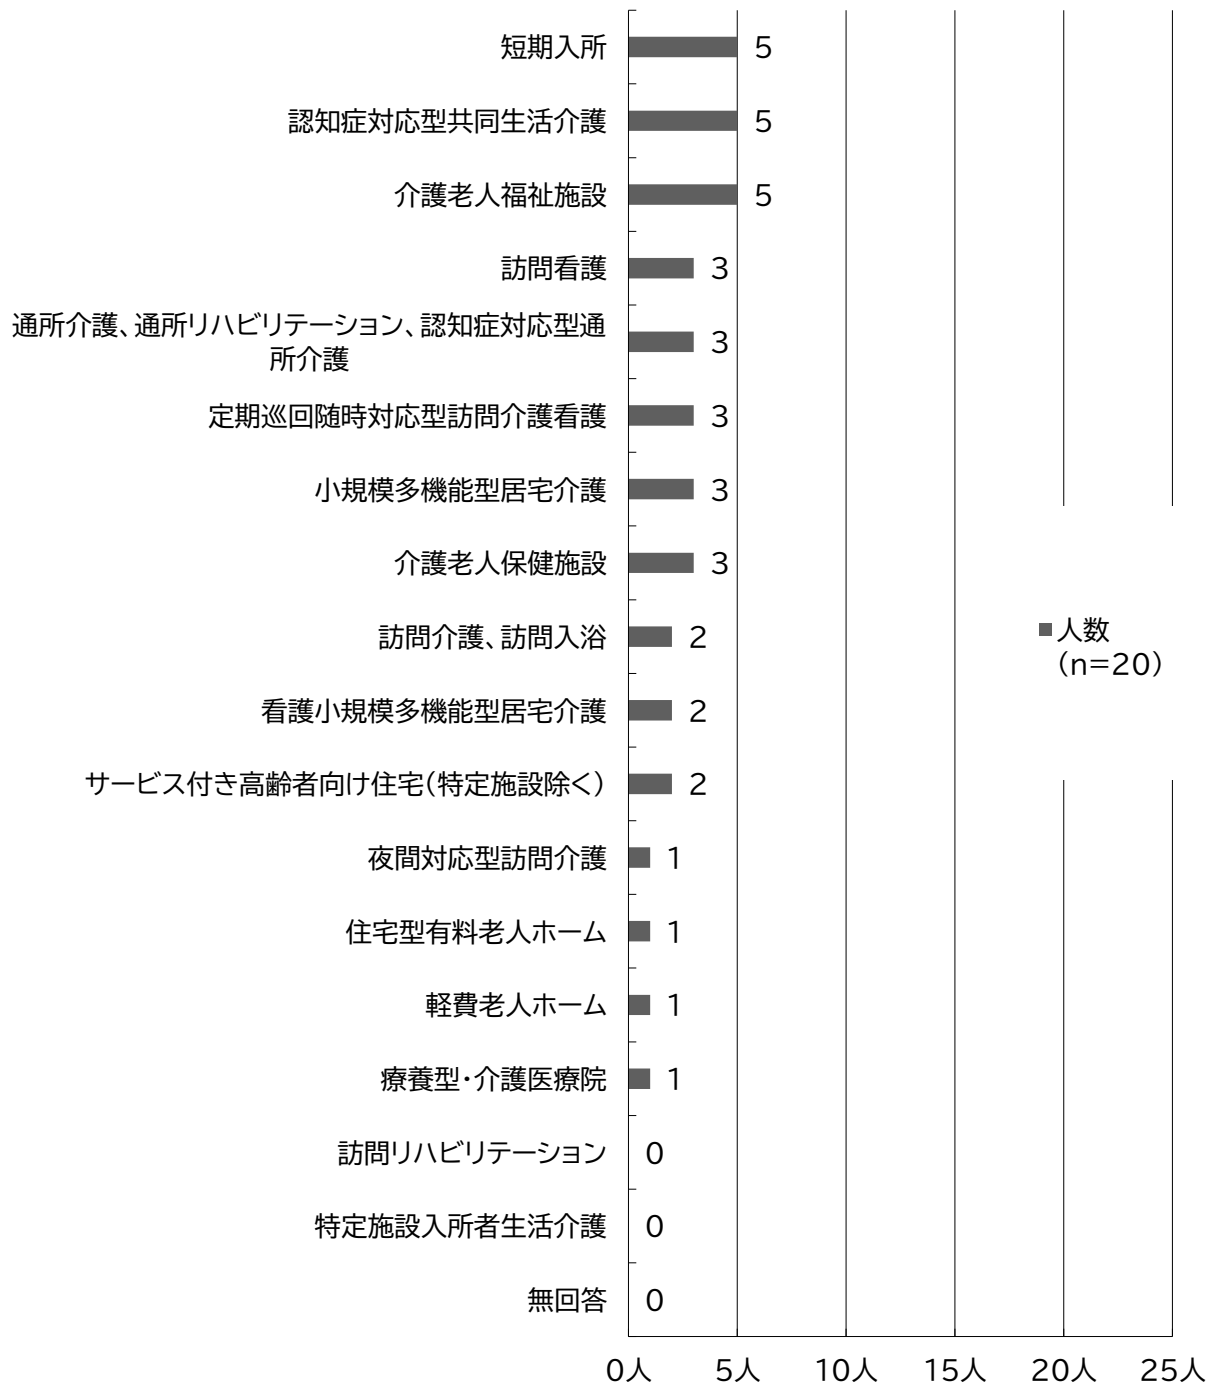 短期入所 5
認知症対応型共同生活介護 5
介護老人福祉施設 5
訪問看護 3
通所介護、通所リハビリテーション、認知症対応型通
所介護 3
定期巡回随時対応型訪問介護看護 3
小規模多機能型居宅介護 3
介護老人保健施設 3
訪問介護、訪問入浴 2
看護小規模多機能型居宅介護 2
サービス付き高齢者向け住宅(特定施設除く) 2
夜間対応型訪問介護 1
住宅型有料老人ホーム 1
軽費老人ホーム 1
療養型・介護医療院 1
訪問リハビリテーション 0
特定施設入所者生活介護 0
無回答 0
0人 5人 10人 15人 20人 25人
人数
(n=20)